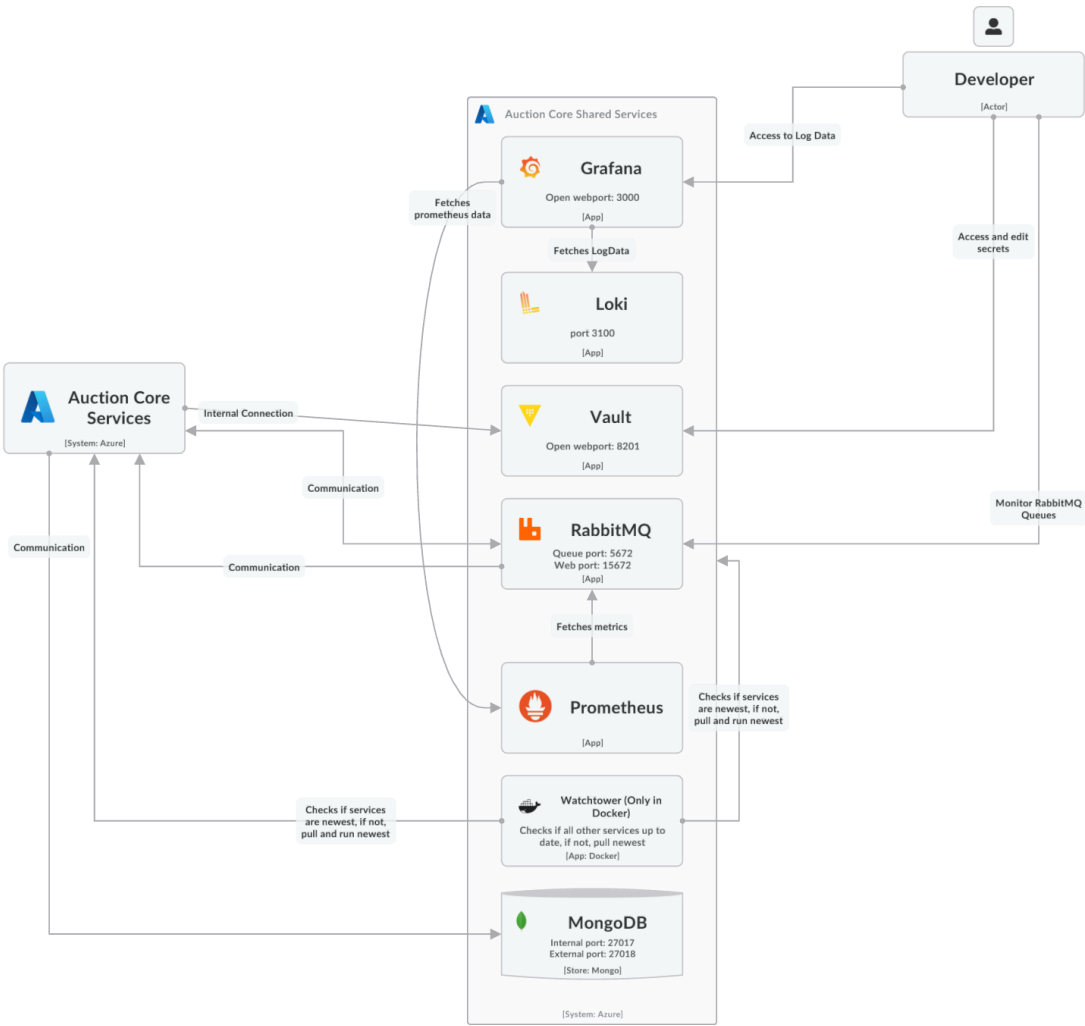 Developer
[Actor]
Auction Core Shared Services
Access to Log Data
Grafana
Open webport: 3000
[App]
Fetches
prometheus data
Fetches LogData
Access and edit
secrets
Loki
port 3100
[App]
Auction Core
Services
[System: Azure]
Internal Connection
Vault
Open webport: 8201
[App]
Communication
Monitor RabbitMQ
Queues
RabbitMQ
Queue port: 5672
Web port: 15672
[App]
Communication
Communication
Fetches metrics
Prometheus
[App]
Checks if services
are newest, if not,
pull and run newest
Checks if services
are newest, if not,
pull and run newest
Watchtower (Only in
Docker)
Checks if all other services up to
date, if not, pull newest
[App: Docker]
MongoDB
Internal port: 27017
External port: 27018
[Store: Mongo]
[System: Azure]